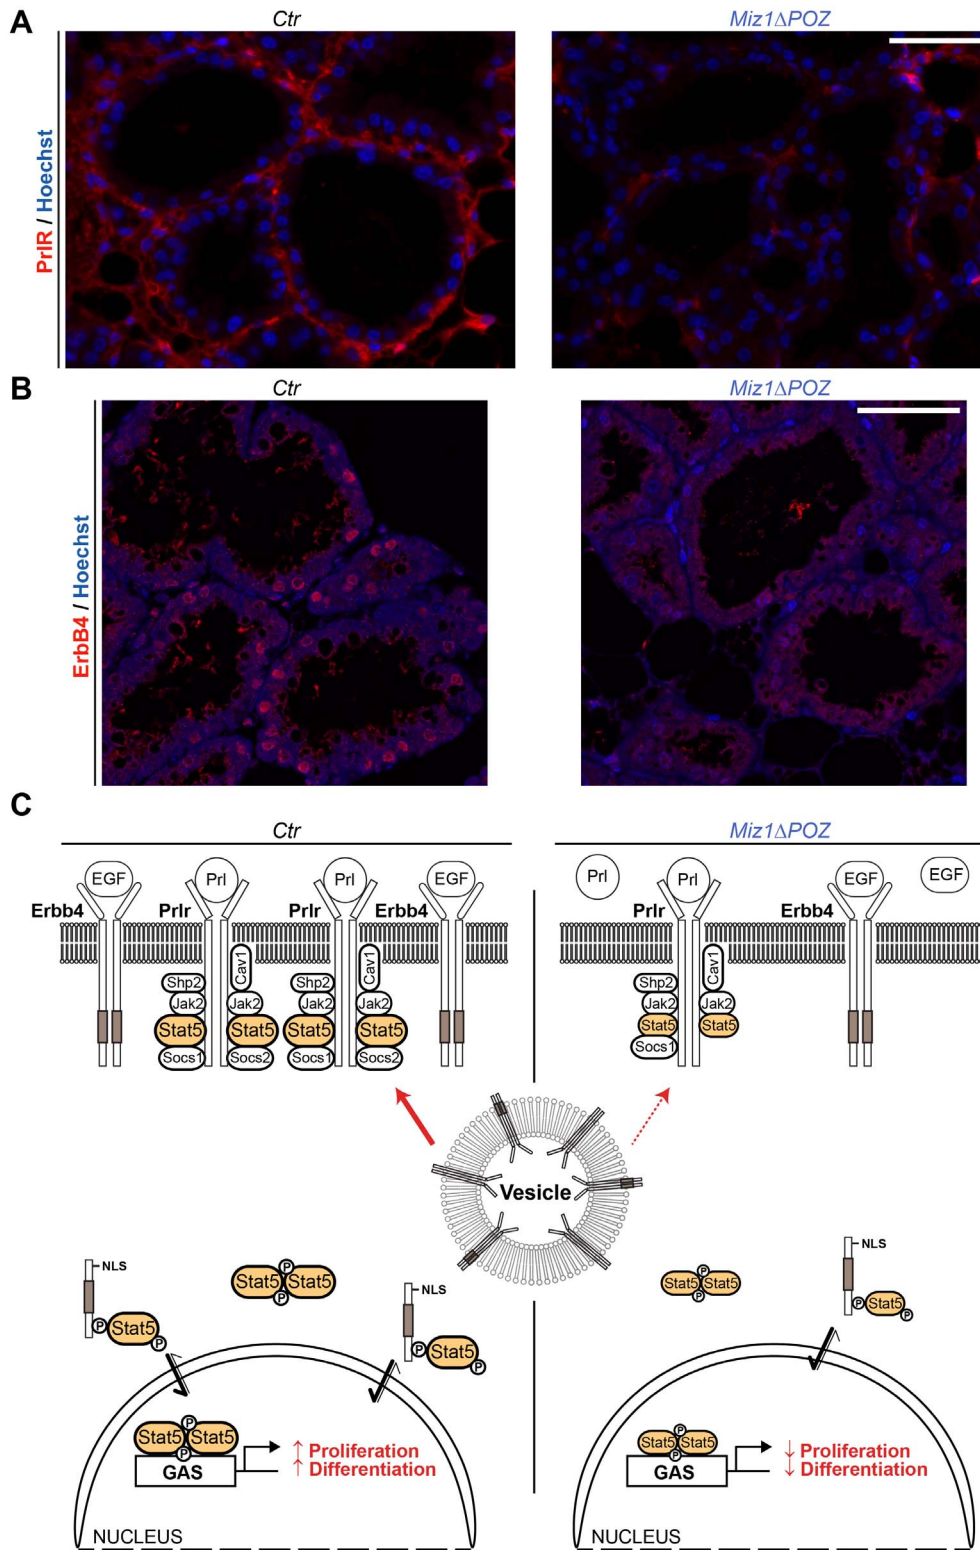 A
Ctr
Miz1ΔPOZ
PrlR / Hoechst
B
Ctr
Miz1ΔPOZ
ErbB4 / Hoechst
C
Ctr
Miz1ΔPOZ
EGF
Prl
Prl
EGF
Erbb4
Prlr
Prlr
Erbb4
Cav1
Cav1
Shp2
Shp2
Jak2
Jak2
Jak2
Jak2
Stat5
Stat5
Stat5
Stat5
Socs1
Socs2
Socs1
Socs2
Prl
Prl
EGF
EGF
Prlr
Erbb4
Cav1
Shp2
Jak2
Jak2
Stat5
Stat5
Socs1
Vesicle
NLS
Stat5
P
P
P
Stat5
Stat5
P
NLS
P
Stat5
P
P
Stat5
Stat5
P
GAS
↑ Proliferation
↑ Differentiation
NUCLEUS
P
Stat5
Stat5
P
NLS
P
Stat5
P
P
Stat5
Stat5
P
GAS
↓ Proliferation
↓ Differentiation
NUCLEUS